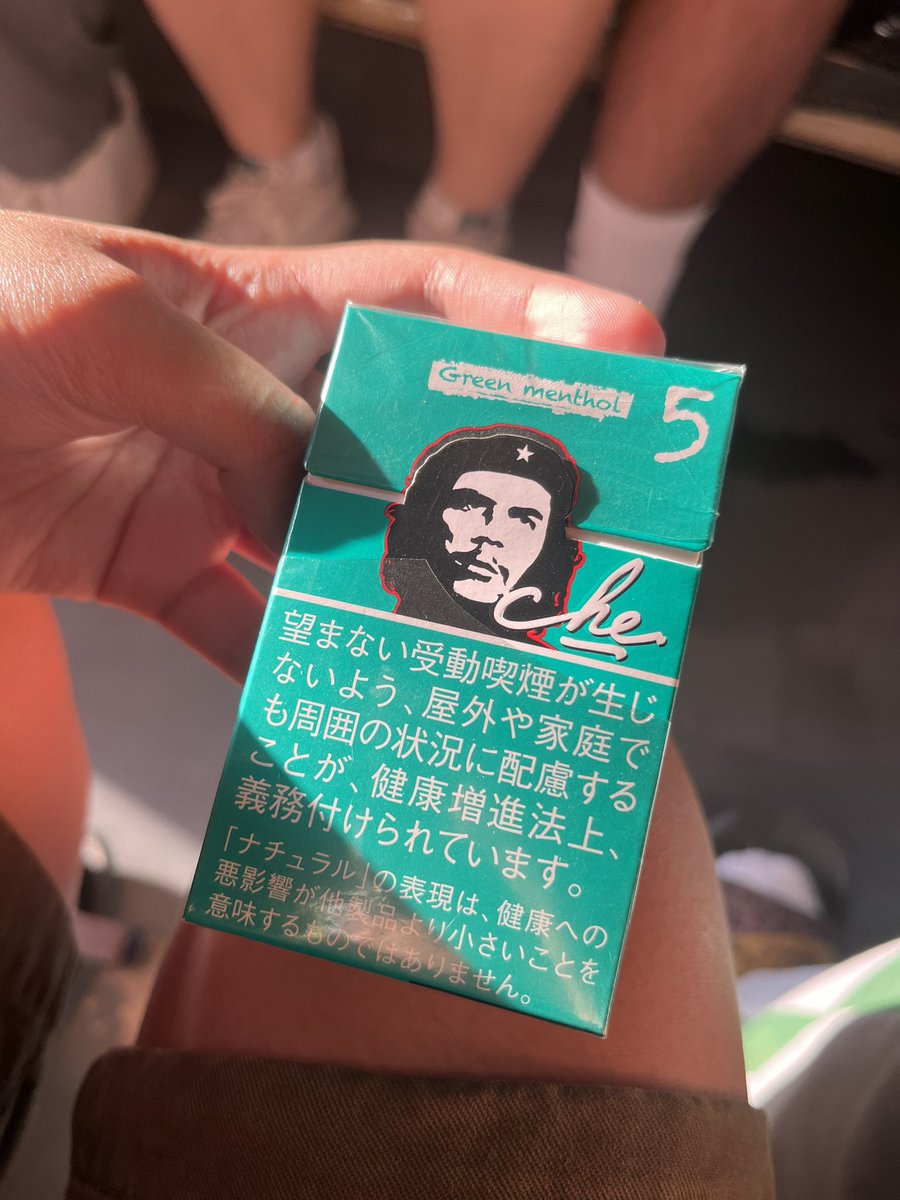 Green menthol
5
Che
望まない受動喫煙が生じ
ないよう、屋外や家庭で
も周囲の状況に配慮する
ことが、健康増進法上、
義務付けられています。
「ナチュラル」の表現は、健康への
悪影響が他製品より小さいことを
意味するものではありません。